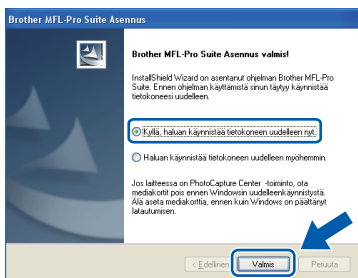 Brother MFL-Pro Suite Asennus
Brother MFL-Pro Suite Asennus valmis!
InstallShield Wizard on asentanut ohjelman Brother MFL-Pro
Suite. Ennen ohjelman käyttämistä sinun täytyy käynnistää
tietokoneesi uudelleen.
Kyllä, haluan käynnistää tietokoneen uudelleen nyt.
Haluan käynnistää tietokoneen uudelleen myöhemmin.
Jos laitteessa on PhotoCapture Center -toiminto, ota
mediakortit pois ennen Windowsin uudelleenkäynnistystä.
Älä aseta mediakorttia, ennen kuin Windows on päättänyt
latautumisen.
< Edellinen Valmis Peruuta